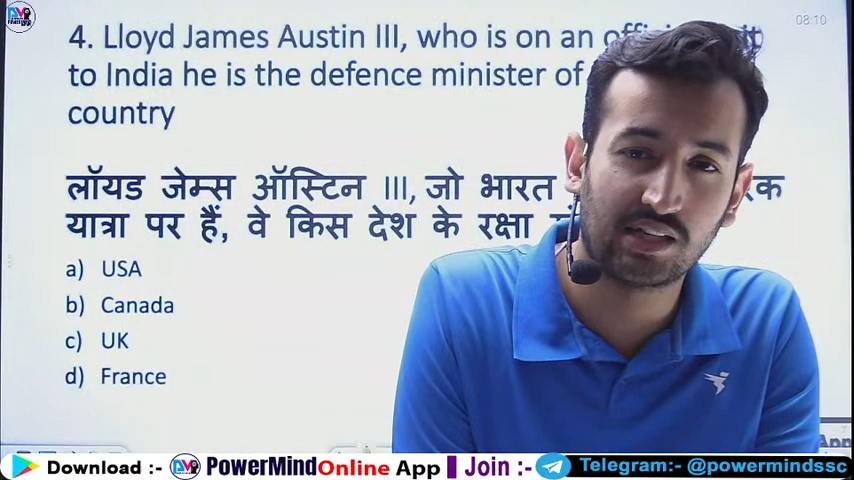 08:10
4. Lloyd James Austin III, who is on an
to India he is the defence minister of
country
लॉयड जेम्स ऑस्टिन III, जो भारत
यात्रा पर हैं, वे किस देश के रक्षा
a) USA
b) Canada
c) UK
d) France
Download :- PowerMindOnline App Join :- Telegram:- @powermindssc